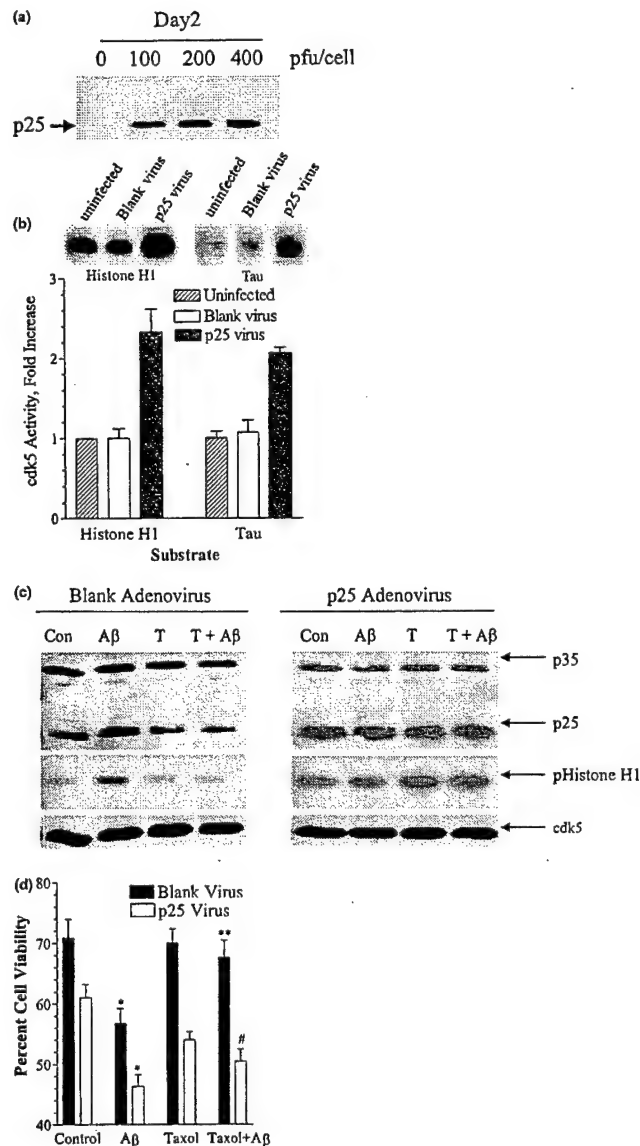 (a)
Day2
0 100 200 400 pfu/cell
p25
uninfected Blank virus p25 virus uninfected Blank virus p25 virus
(b)
Histone H1 Tau
3
Uninfected
Blank virus
p25 virus
2
1
0
cdk5 Activity, Fold Increase
Histone H1 Tau
Substrate
(c) Blank Adenovirus p25 Adenovirus
Con Aβ T T + Aβ Con Aβ T T + Aβ
p35
p25
pHistone H1
cdk5
(d)
80
Blank Virus
p25 Virus
**
70
60
*
#
50
40
Percent Cell Viability
Control Aβ Taxol Taxol+Aβ